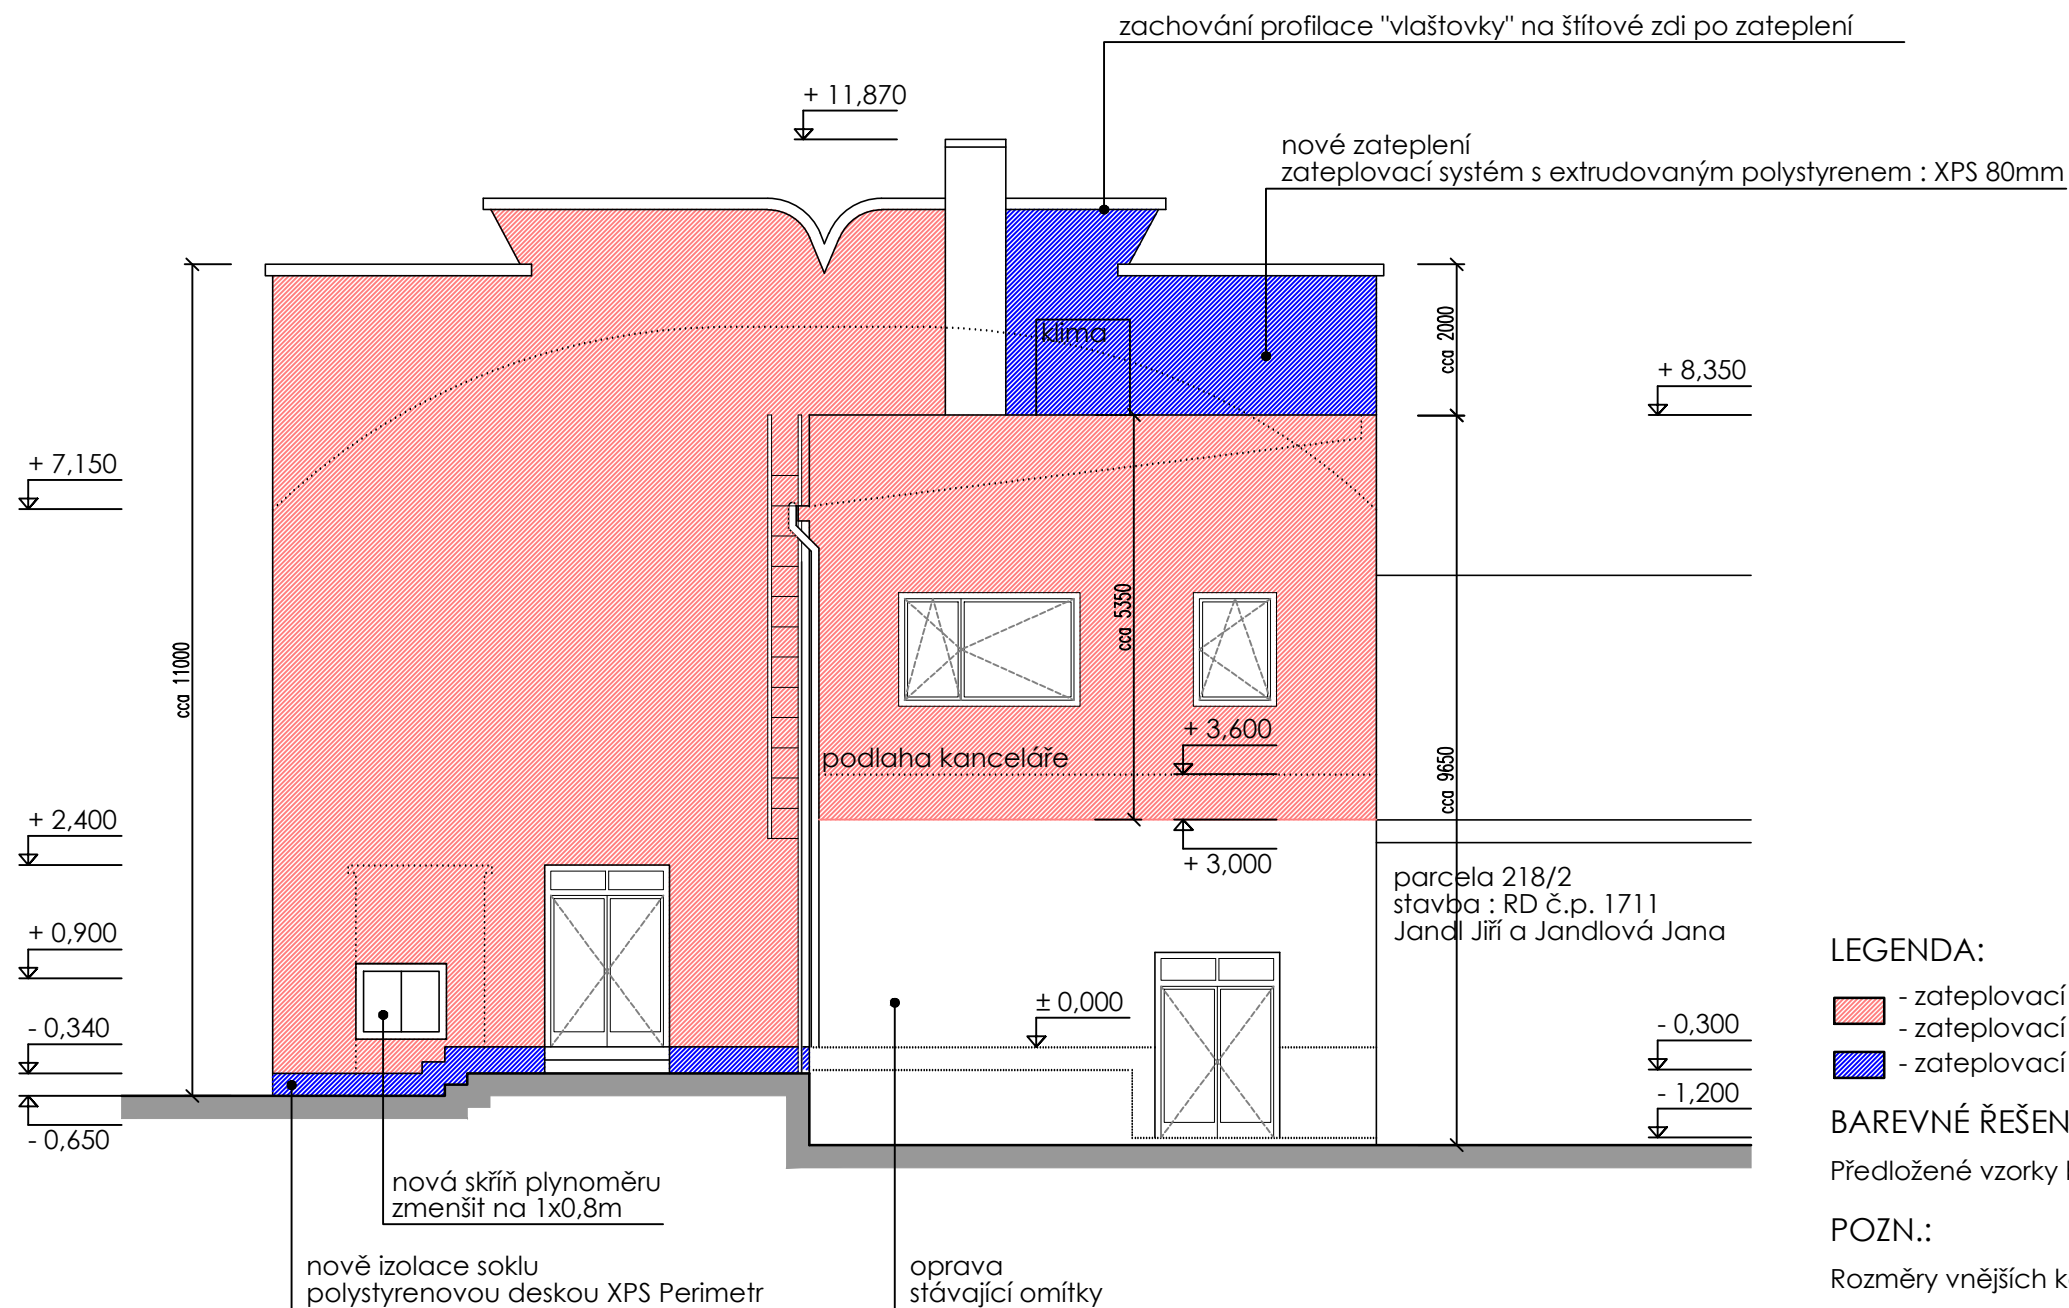 zachování profilace "vlaštovky" na štítové zdi po zateplení
+ 11,870
nové zateplení
zateplovací systém s extrudovaným polystyrenem : XPS 80mm
klima
cca 2000
+ 8,350
+ 7,150
cca 11000
cca 5350
+ 3,600
podlaha kanceláře
cca 9650
+ 2,400
+ 3,000
parcela 218/2
stavba : RD č.p. 1711
Jandl Jiří a Jandlová Jana
+ 0,900
± 0,000
- 0,340
- 0,300
- 0,650
- 1,200
LEGENDA:
- zateplovací
- zateplovací
- zateplovací
BAREVNÉ ŘEŠEN
Předložené vzorky
POZN.:
Rozměry vnějších k
nová skříň plynoměru
zmenšit na 1x0,8m
nově izolace soklu
polystyrenovou deskou XPS Perimetr
oprava
stávající omítky